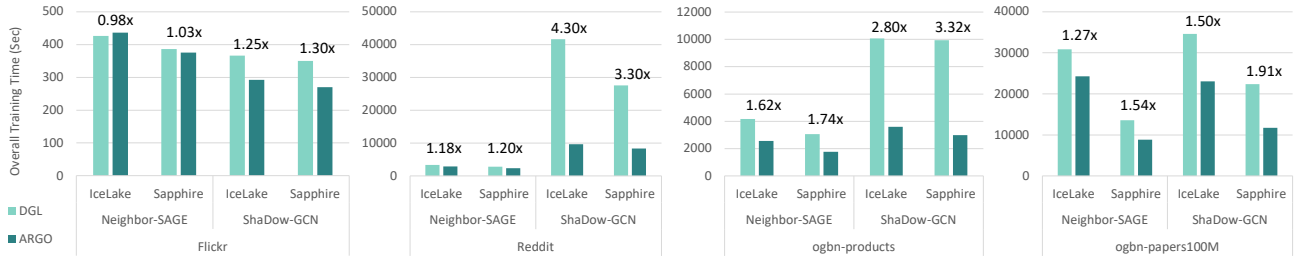 Overall Training Time (Sec)
500
400
300
200
100
0
0.98x
1.03x
1.25x
1.30x
IceLake Sapphire IceLake Sapphire
Neighbor-SAGE ShaDow-GCN
Flickr
50000
40000
30000
20000
10000
0
1.18x
1.20x
4.30x
3.30x
IceLake Sapphire IceLake Sapphire
Neighbor-SAGE ShaDow-GCN
Reddit
12000
10000
8000
6000
4000
2000
0
1.62x
1.74x
2.80x
3.32x
IceLake Sapphire IceLake Sapphire
Neighbor-SAGE ShaDow-GCN
ogbn-products
40000
30000
20000
10000
0
1.27x
1.54x
1.50x
1.91x
IceLake Sapphire IceLake Sapphire
Neighbor-SAGE ShaDow-GCN
ogbn-papers100M
DGL
ARGO